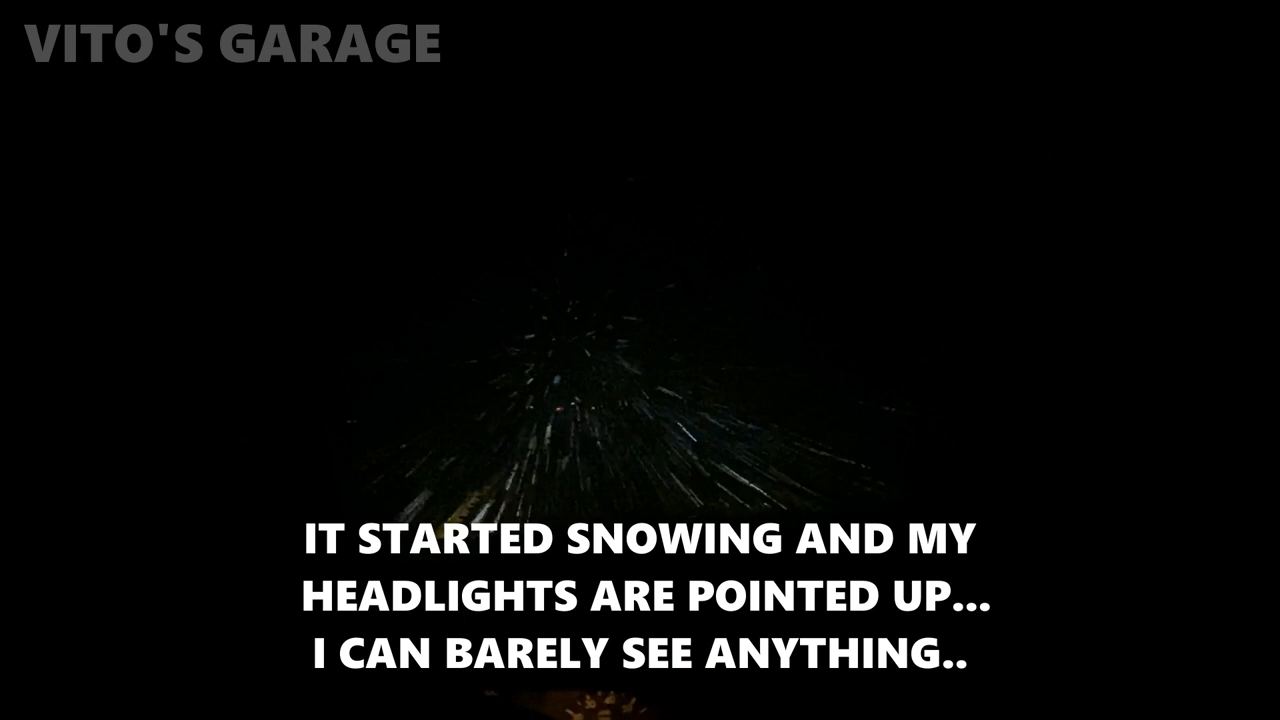 VITO'S GARAGE
IT STARTED SNOWING AND MY
HEADLIGHTS ARE POINTED UP...
I CAN BARELY SEE ANYTHING..